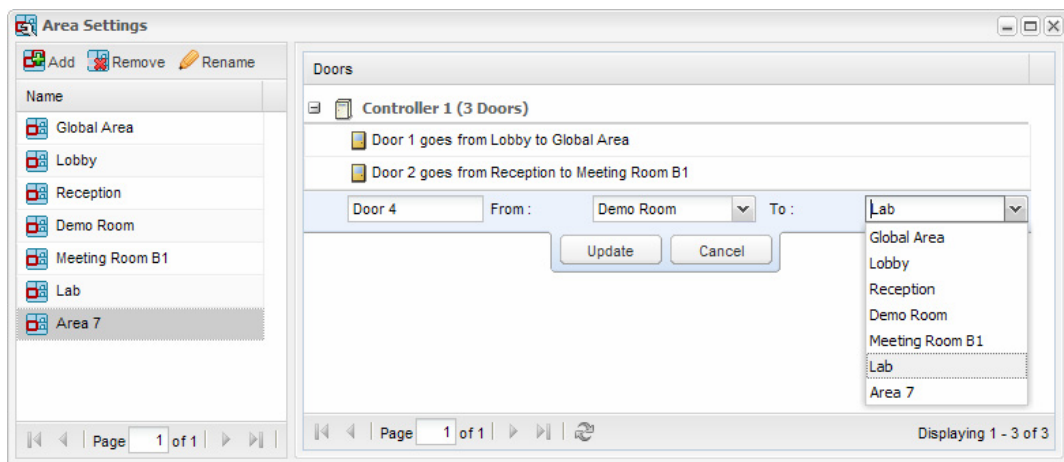 Area Settings
Add Remove Rename
Name
Global Area
Lobby
Reception
Demo Room
Meeting Room B1
Lab
Area 7
Page 1 of 1
Doors
Controller 1 (3 Doors)
Door 1 goes from Lobby to Global Area
Door 2 goes from Reception to Meeting Room B1
Door 4 From : Demo Room To : Lab
Update Cancel
Global Area
Lobby
Reception
Demo Room
Meeting Room B1
Lab
Area 7
Page 1 of 1 Displaying 1 - 3 of 3